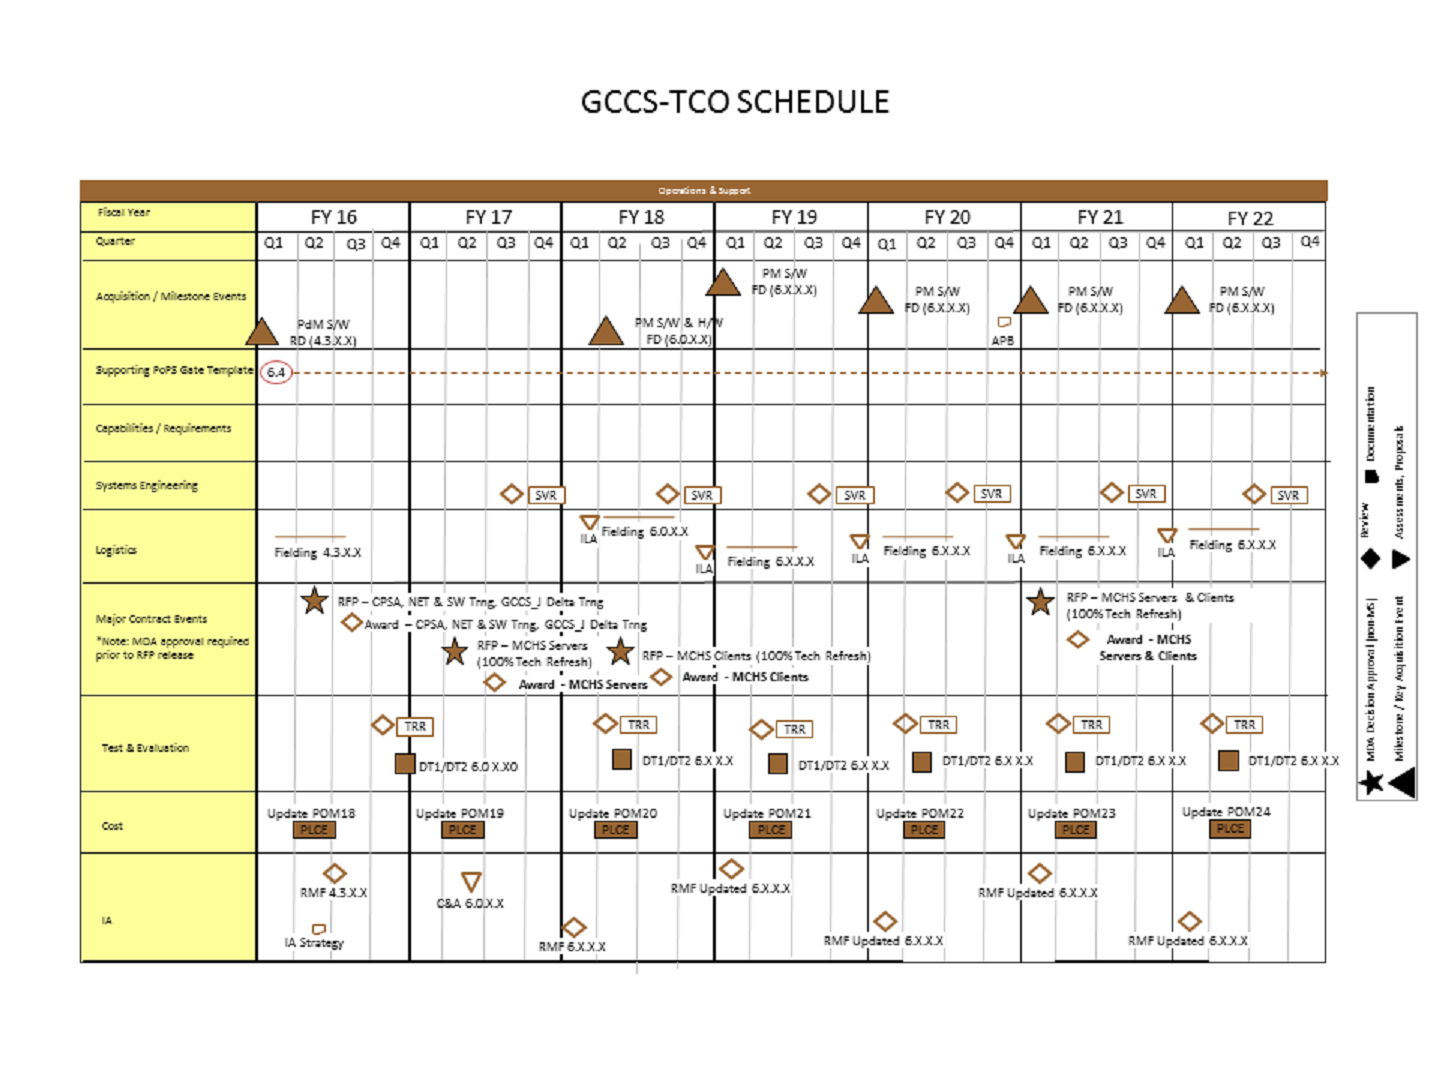 GCCS-TCO SCHEDULE
Operations & Support
Fiscal Year FY 16 FY 17 FY 18 FY 19 FY 20 FY 21 FY 22
Quarter Q1 Q2 Q3 Q4 Q1 Q2 Q3 Q4 Q1 Q2 Q3 Q4 Q1 Q2 Q3 Q4 Q1 Q2 Q3 Q4 Q1 Q2 Q3 Q4 Q1 Q2 Q3 Q4
Acquisition / Milestone Events
PdM S/W
RD (4.3.X.X)
PM S/W & H/W
FD (6.0.X.X)
PM S/W
FD (6.X.X.X)
PM S/W
FD (6.X.X.X)
APB
PM S/W
FD (6.X.X.X)
PM S/W
FD (6.X.X.X)
Supporting PoPS Gate Template 6.4
Capabilities / Requirements
Systems Engineering SVR SVR SVR SVR SVR SVR
Logistics
Fielding 4.3.X.X
ILA
Fielding 6.0.X.X
ILA
Fielding 6.X.X.X
ILA
Fielding 6.X.X.X
ILA
Fielding 6.X.X.X
ILA
Fielding 6.X.X.X
Major Contract Events
*Note: MDA approval required
prior to RFP release
RFP – CPSA, NET & SW Trng, GCCS_J Delta Trng
Award – CPSA, NET & SW Trng, GCCS_J Delta Trng
RFP – MCHS Servers
(100% Tech Refresh)
Award - MCHS Servers
RFP – MCHS Clients (100% Tech Refresh)
Award - MCHS Clients
RFP – MCHS Servers & Clients
(100% Tech Refresh)
Award - MCHS
Servers & Clients
Test & Evaluation
TRR TRR TRR TRR TRR TRR
DT1/DT2 6.0 X.X0 DT1/DT2 6.X X.X DT1/DT2 6.X X.X DT1/DT2 6.X X.X DT1/DT2 6.X X.X DT1/DT2 6.X X.X
Cost
Update POM18 Update POM19 Update POM20 Update POM21 Update POM22 Update POM23 Update POM24
PLCE PLCE PLCE PLCE PLCE PLCE PLCE
IA
RMF 4.3.X.X
IA Strategy
C&A 6.0.X.X
RMF 6.X.X.X
RMF Updated 6.X.X.X
RMF Updated 6.X.X.X
RMF Updated 6.X.X.X
RMF Updated 6.X.X.X
MDA Decision Approval (non-MS) Review Documentation
Milestone / Key Acquisition Event Assessments, Proposals